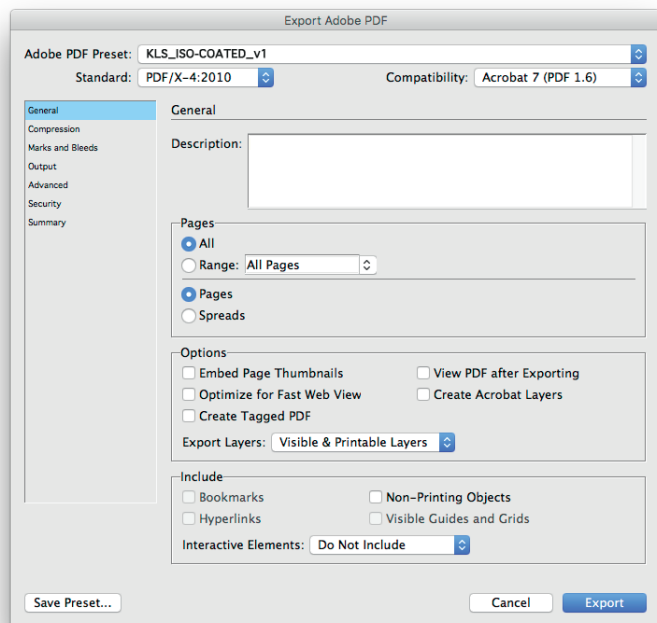 Export Adobe PDF
Adobe PDF Preset: KLS_ISO-COATED_v1
Standard: PDF/X-4:2010 Compatibility: Acrobat 7 (PDF 1.6)
General
Compression
Marks and Bleeds
Output
Advanced
Security
Summary
General
Description:
Pages
All
Range: All Pages
Pages
Spreads
Options
Embed Page Thumbnails View PDF after Exporting
Optimize for Fast Web View Create Acrobat Layers
Create Tagged PDF
Export Layers: Visible & Printable Layers
Include
Bookmarks Non-Printing Objects
Hyperlinks Visible Guides and Grids
Interactive Elements: Do Not Include
Save Preset... Cancel Export